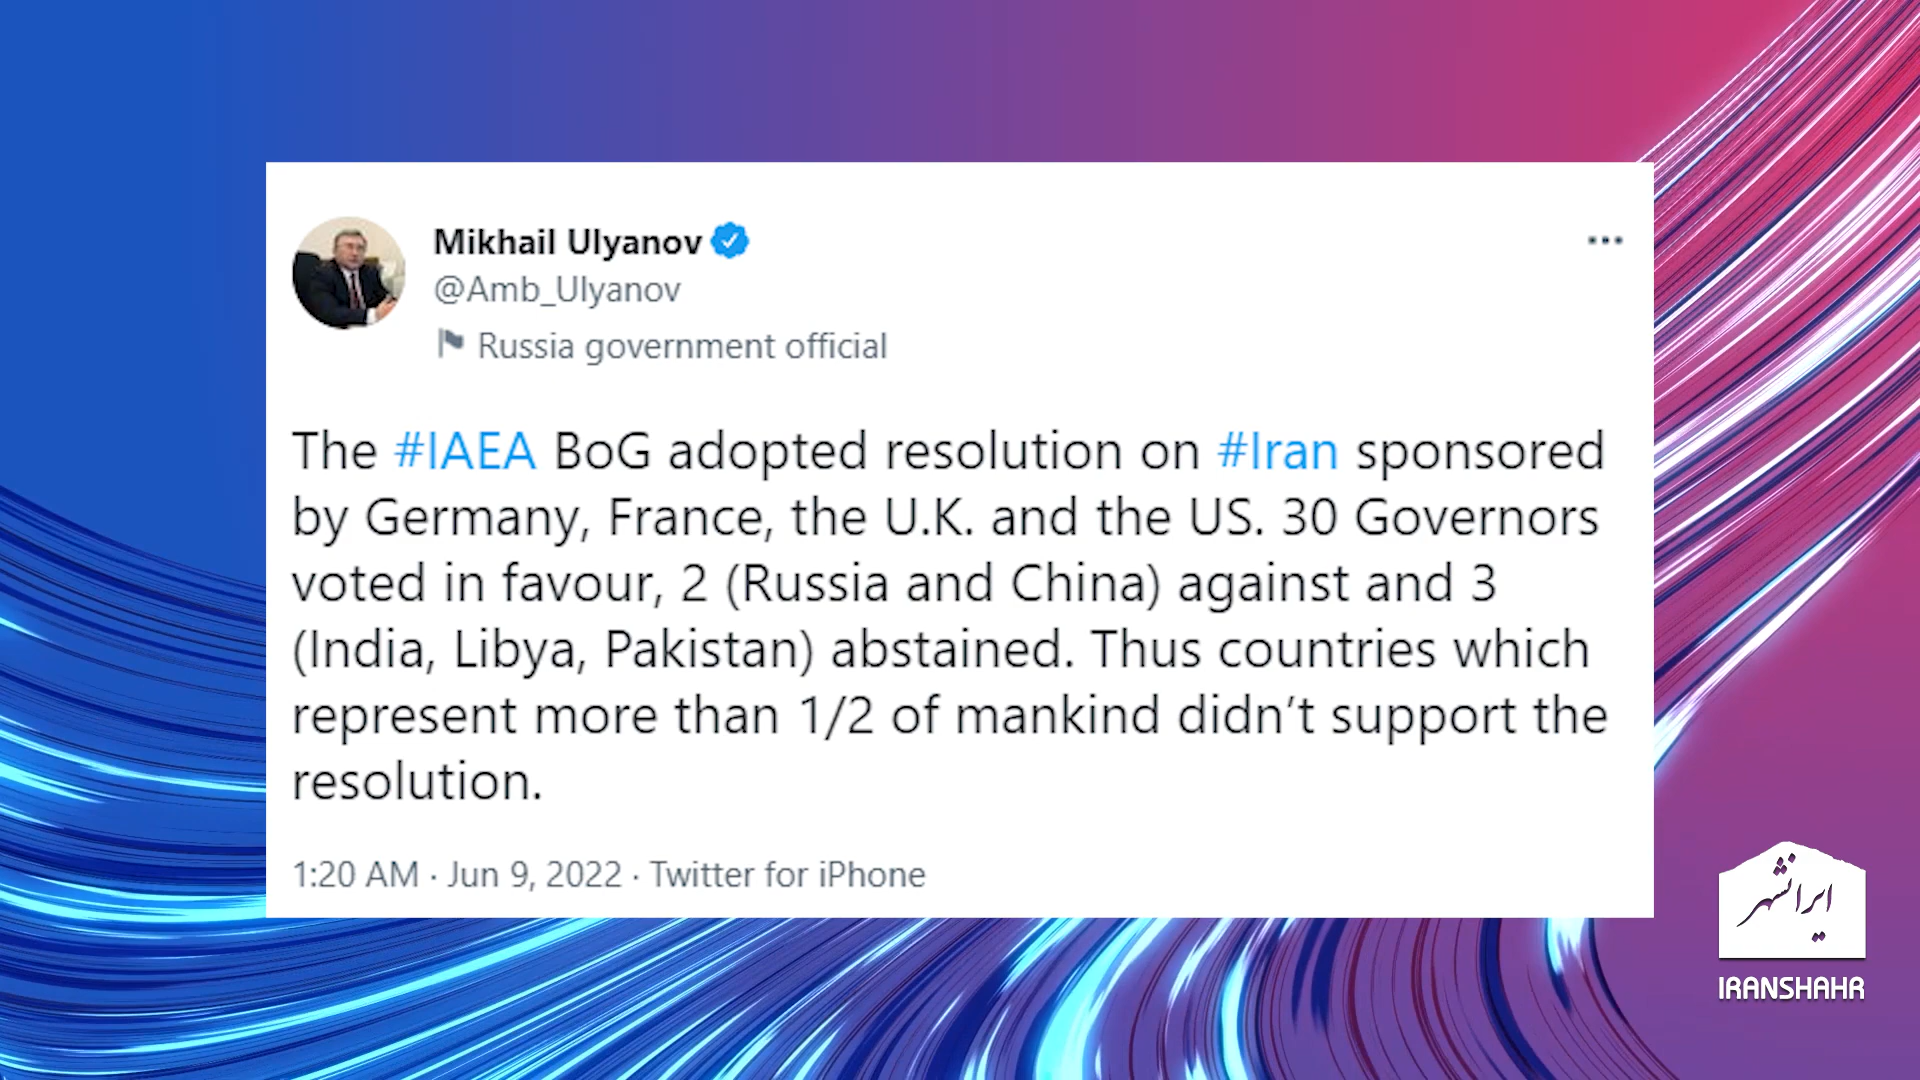 Mikhail Ulyanov
@Amb_Ulyanov
Russia government official
The #IAEA BoG adopted resolution on #Iran sponsored
by Germany, France, the U.K. and the US. 30 Governors
voted in favour, 2 (Russia and China) against and 3
(India, Libya, Pakistan) abstained. Thus countries which
represent more than 1/2 of mankind didn’t support the
resolution.
1:20 AM · Jun 9, 2022 · Twitter for iPhone
ایرانشهر
IRANSHAHR